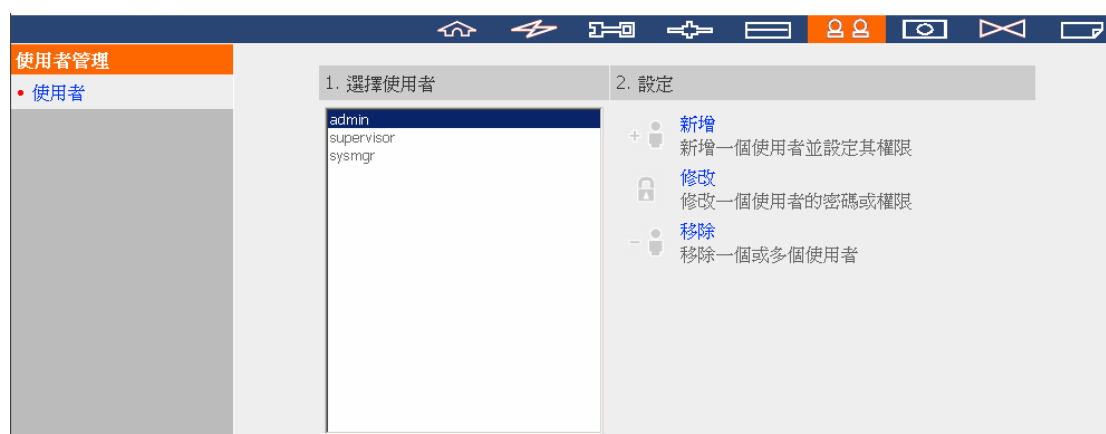 使用者管理
• 使用者
1. 選擇使用者
admin
supervisor
sysmgr
2. 設定
新增
新增一個使用者並設定其權限
修改
修改一個使用者的密碼或權限
移除
移除一個或多個使用者